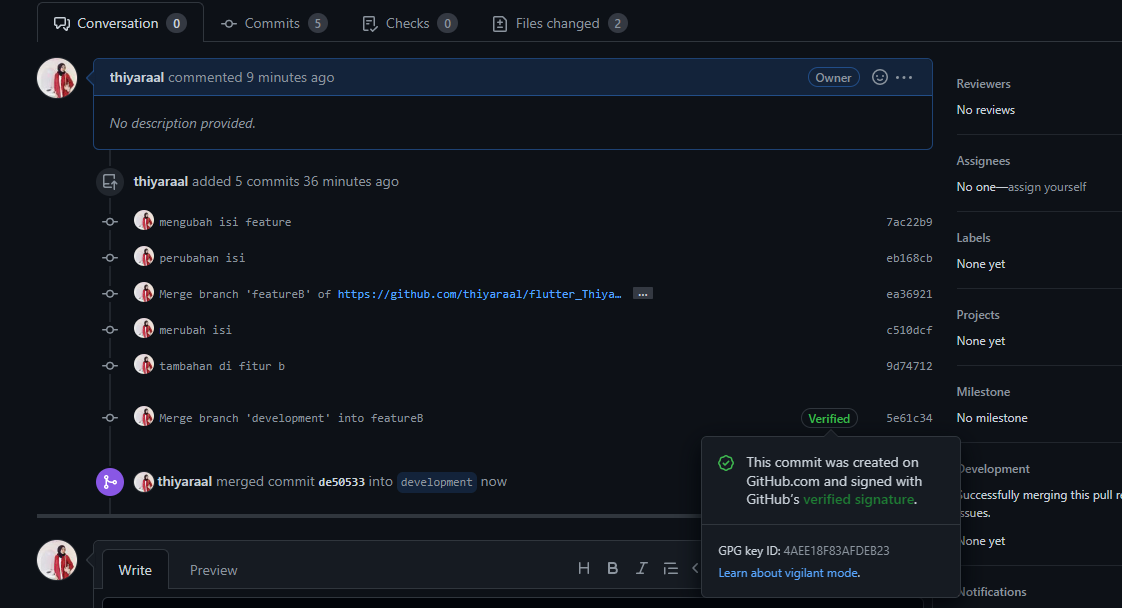 Conversation 0 Commits 5 Checks 0 Files changed 2
thiyaraal commented 9 minutes ago Owner
No description provided.
thiyaraal added 5 commits 36 minutes ago
mengubah isi feature 7ac22b9
perubahan isi eb168cb
Merge branch 'featureB' of https://github.com/thiyaraal/flutter_Thiya… … ea36921
merubah isi c510dcf
tambahan di fitur b 9d74712
Merge branch 'development' into featureB Verified 5e61c34
This commit was created on
GitHub.com and signed with
GitHub's verified signature.
GPG key ID: 4AEE18F83AFDEB23
Learn about vigilant mode.
thiyaraal merged commit de50533 into development now
Write Preview H B I
Reviewers
No reviews
Assignees
No one—assign yourself
Labels
None yet
Projects
None yet
Milestone
No milestone
Development
Successfully merging this pull
issues.
None yet
Notifications